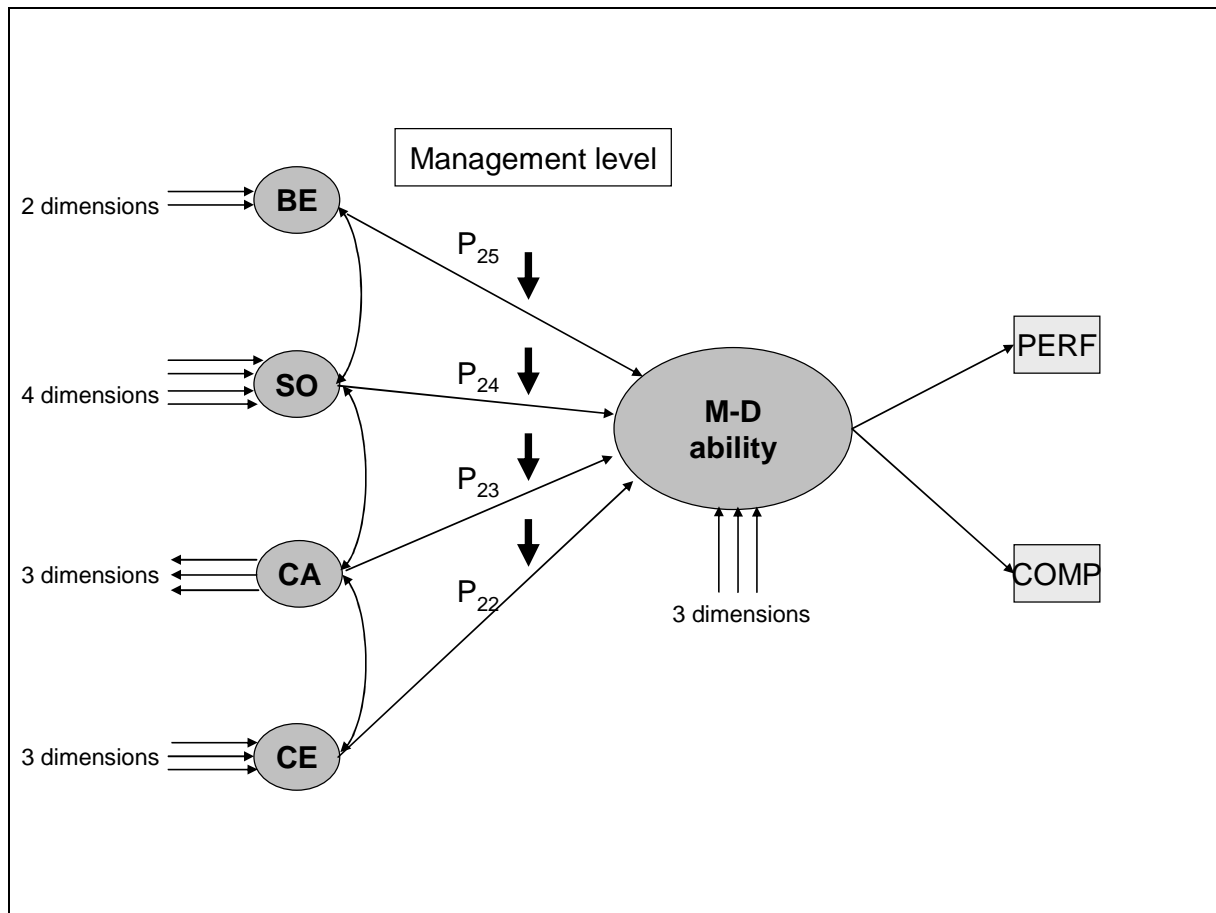 Management level
BE
2 dimensions
P25
PERF
SO
P24
4 dimensions
M-D
ability
P23
CA
3 dimensions
COMP
P22
3 dimensions
CE
3 dimensions